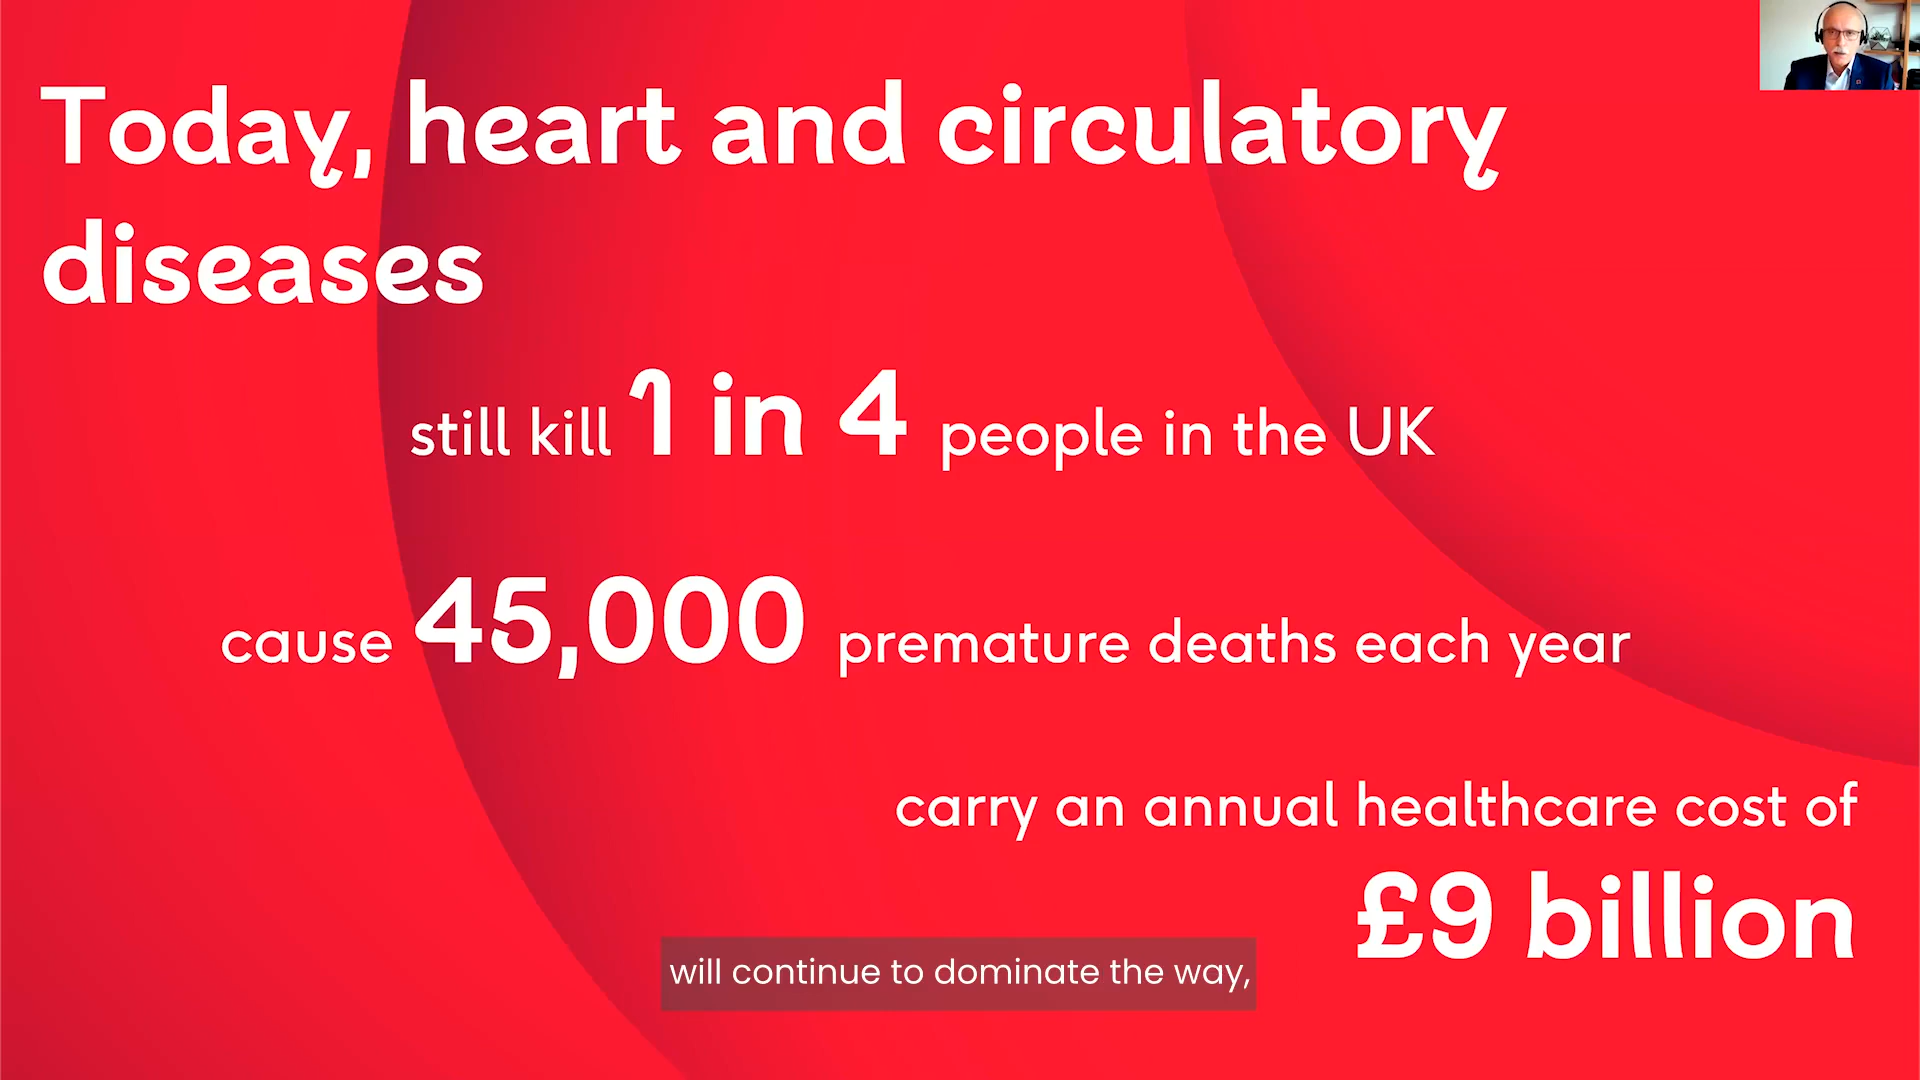 Today, heart and circulatory
diseases
still kill 1 in 4 people in the UK
cause 45,000 premature deaths each year
carry an annual healthcare cost of
£9 billion
will continue to dominate the way,